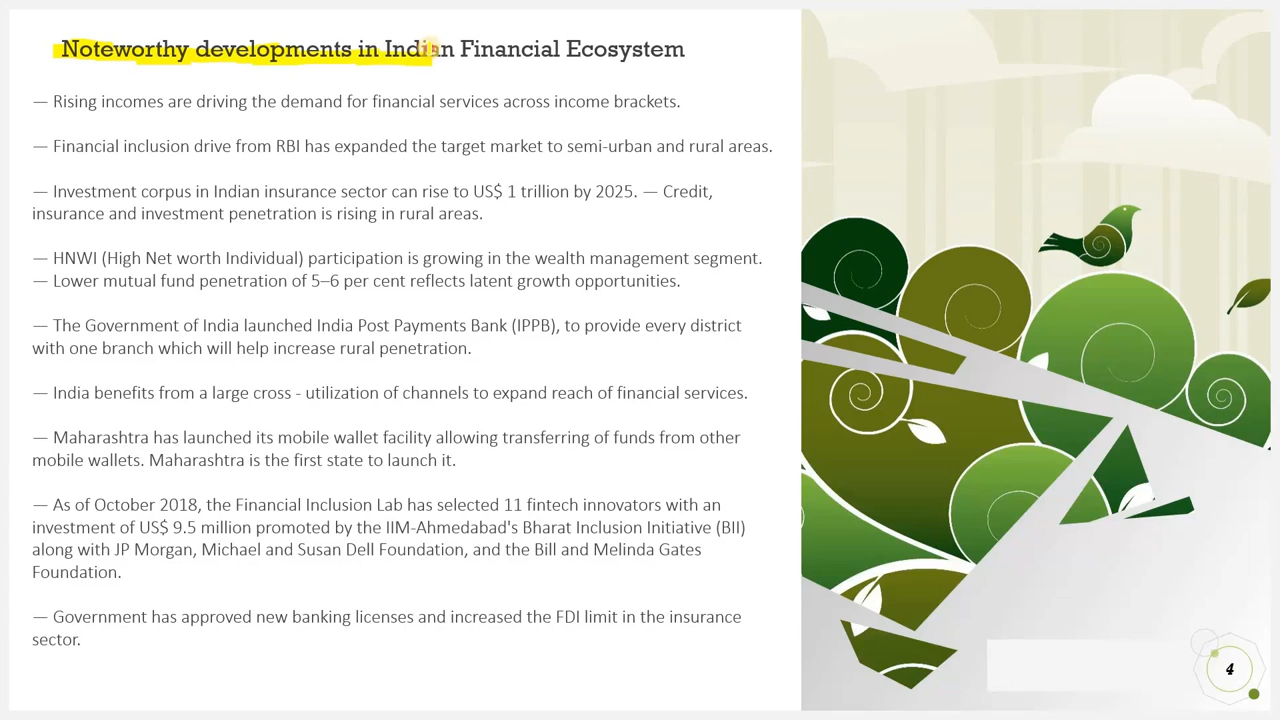 Noteworthy developments in Indian Financial Ecosystem
— Rising incomes are driving the demand for financial services across income brackets.
— Financial inclusion drive from RBI has expanded the target market to semi-urban and rural areas.
— Investment corpus in Indian insurance sector can rise to US$ 1 trillion by 2025. — Credit,
insurance and investment penetration is rising in rural areas.
— HNWI (High Net worth Individual) participation is growing in the wealth management segment.
— Lower mutual fund penetration of 5–6 per cent reflects latent growth opportunities.
— The Government of India launched India Post Payments Bank (IPPB), to provide every district
with one branch which will help increase rural penetration.
— India benefits from a large cross - utilization of channels to expand reach of financial services.
— Maharashtra has launched its mobile wallet facility allowing transferring of funds from other
mobile wallets. Maharashtra is the first state to launch it.
— As of October 2018, the Financial Inclusion Lab has selected 11 fintech innovators with an
investment of US$ 9.5 million promoted by the IIM-Ahmedabad's Bharat Inclusion Initiative (BII)
along with JP Morgan, Michael and Susan Dell Foundation, and the Bill and Melinda Gates
Foundation.
— Government has approved new banking licenses and increased the FDI limit in the insurance
sector.
4